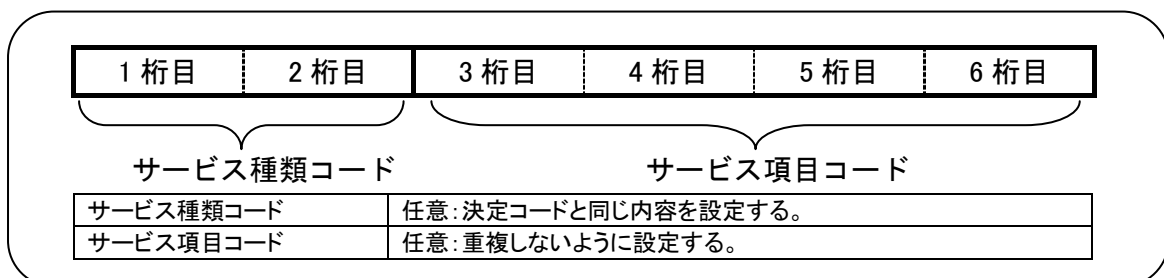 1桁目 2桁目 3桁目 4桁目 5桁目 6桁目
サービス種類コード サービス項目コード
サービス種類コード 任意:決定コードと同じ内容を設定する。
サービス項目コード 任意:重複しないように設定する。